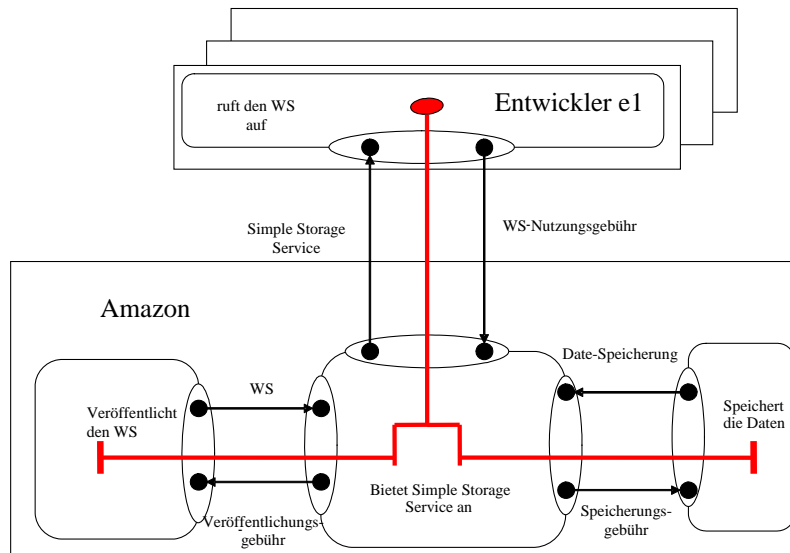 ruft den WS
auf
Entwickler e1
Simple Storage
Service
WS-Nutzungsgebühr
Amazon
WS
Date-Speicherung
Veröffentlicht
den WS
Speichert
die Daten
Bietet Simple Storage
Service an
Veröffentlichungs-
gebühr
Speicherungs-
gebühr